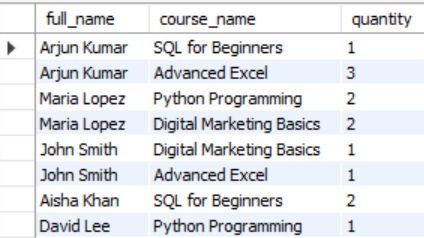 full_name course_name quantity
Arjun Kumar SQL for Beginners 1
Arjun Kumar Advanced Excel 3
Maria Lopez Python Programming 2
Maria Lopez Digital Marketing Basics 2
John Smith Digital Marketing Basics 1
John Smith Advanced Excel 1
Aisha Khan SQL for Beginners 2
David Lee Python Programming 1